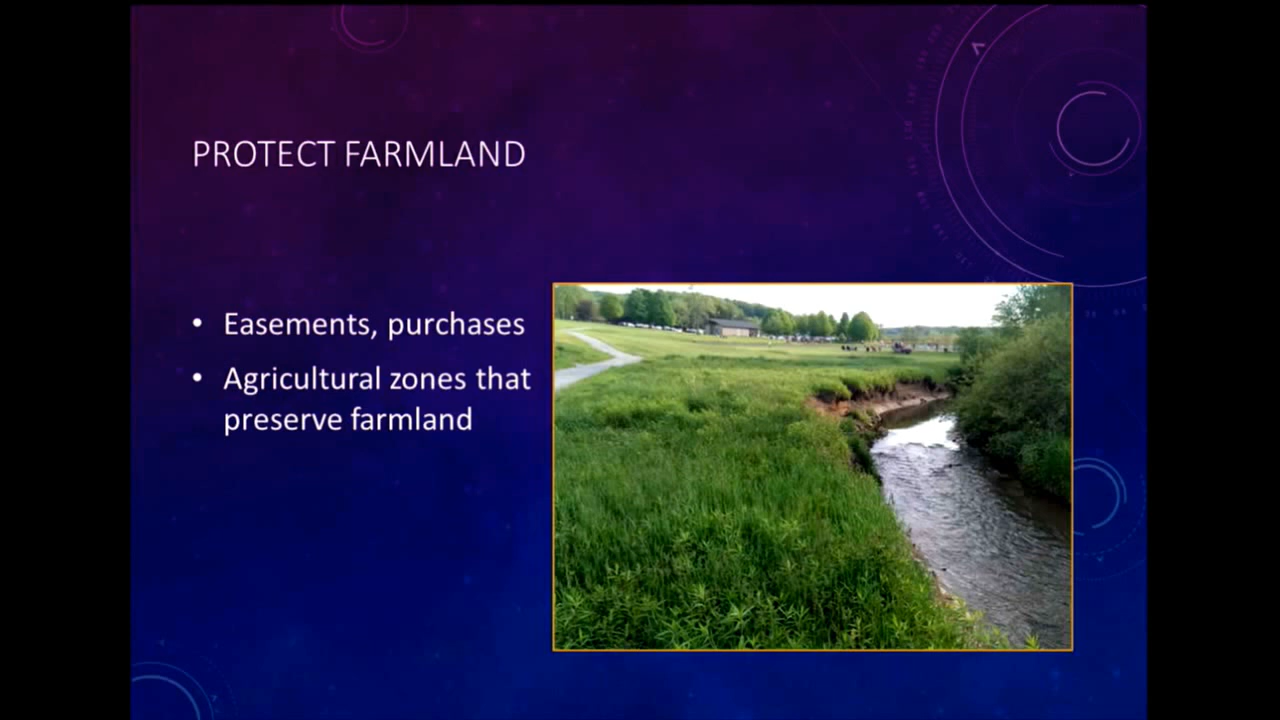 PROTECT FARMLAND
• Easements, purchases
• Agricultural zones that
preserve farmland